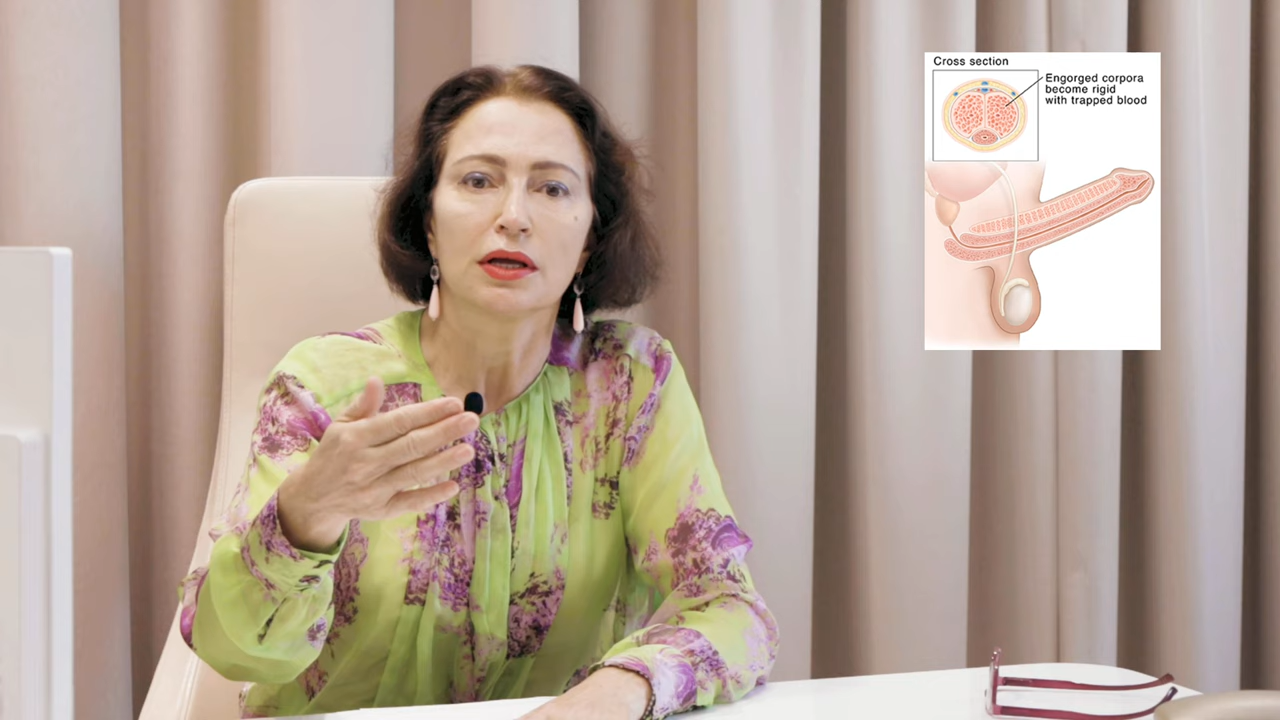 Cross section
Engorged corpora
become rigid
with trapped blood